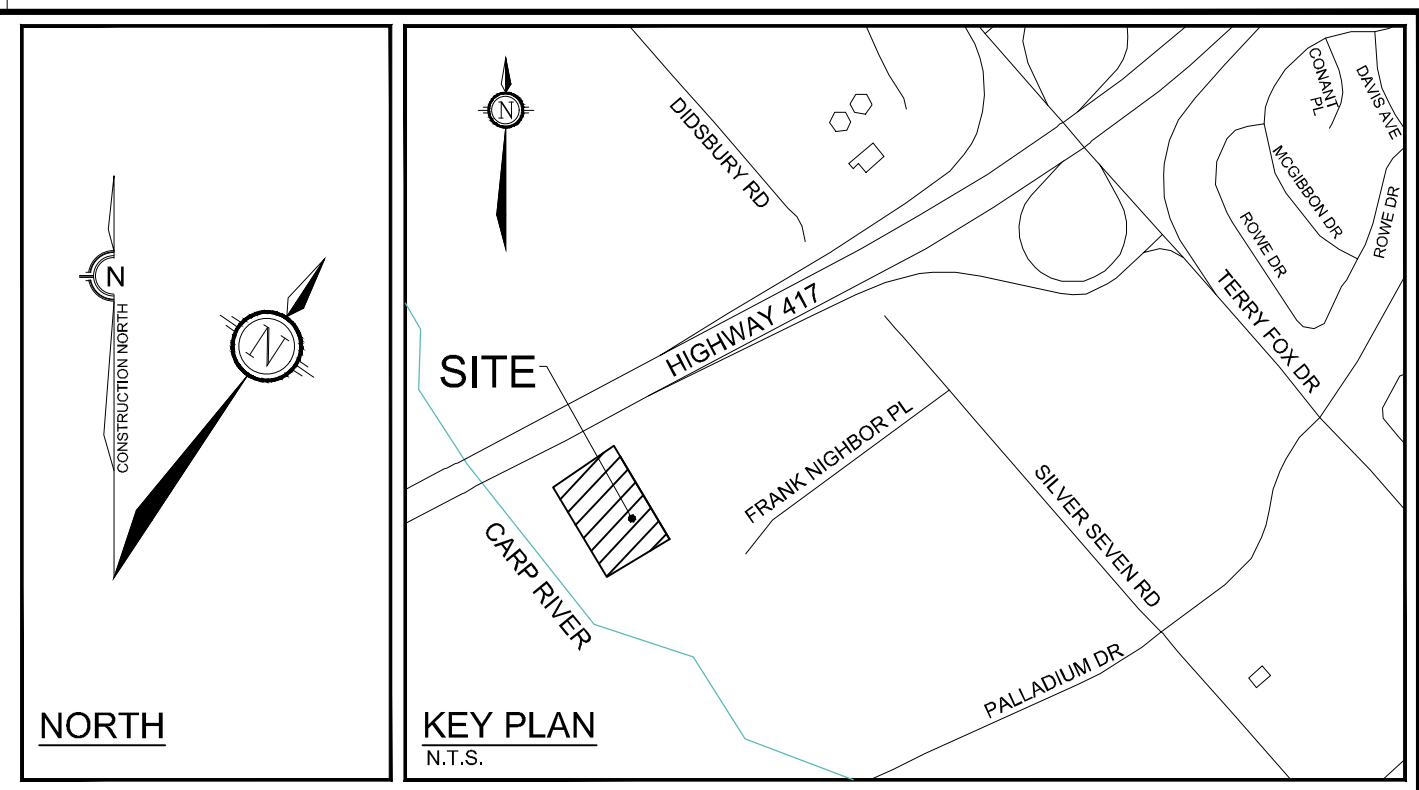 N
CONSTRUCTION NORTH
N
NORTH
N
DIDSBURY RD
CONANT
PL
DAVIS AVE
MCGIBBON DR
ROWE DR
ROWE DR
TERRY FOX DR
HIGHWAY 417
SITE
FRANK NIGHBOR PL
SILVER SEVEN RD
CARP RIVER
PALLADIUM DR
KEY PLAN
N.T.S.